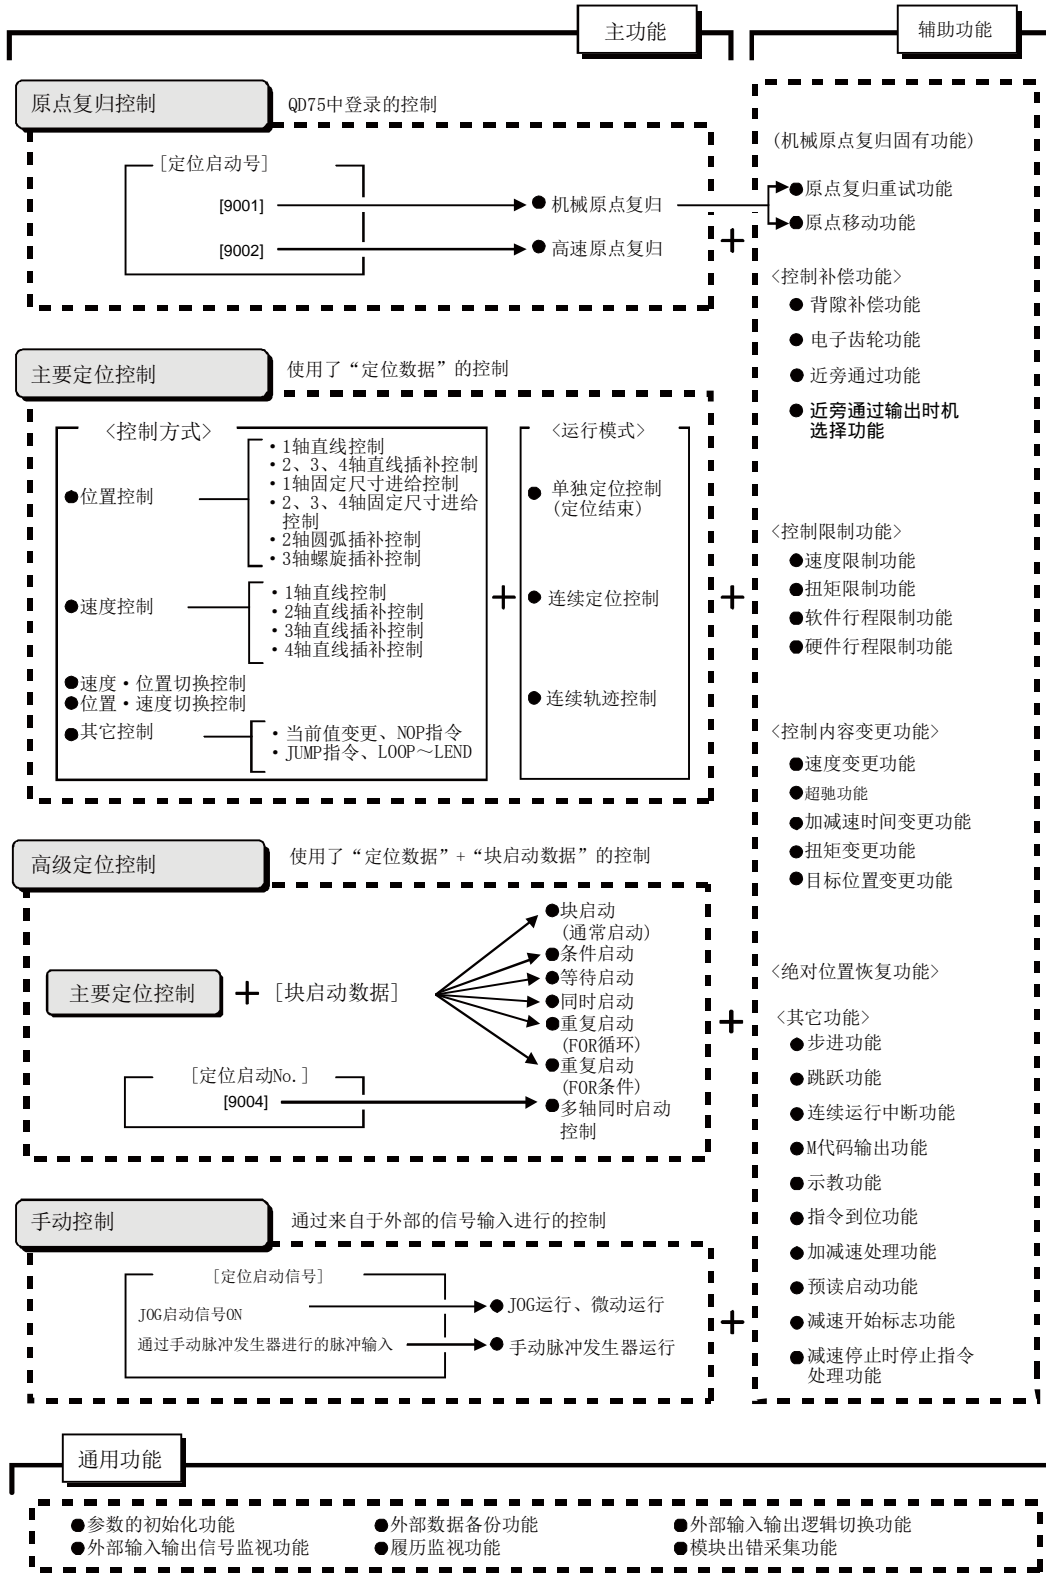 主功能
辅助功能
原点复归控制
QD75中登录的控制
[定位启动号]
[9001]
●机械原点复归
[9002]
●高速原点复归
主要定位控制
使用了“定位数据”的控制
<控制方式>
●位置控制
・1轴直线控制
・2、3、4轴直线插补控制
・1轴固定尺寸进给控制
・2、3、4轴固定尺寸进给
控制
・2轴圆弧插补控制
・3轴螺旋插补控制
●速度控制
・1轴直线控制
・2轴直线插补控制
・3轴直线插补控制
・4轴直线插补控制
●速度・位置切换控制
●位置・速度切换控制
●其它控制
・当前值变更、NOP指令
・JUMP指令、LOOP～LEND
+
<运行模式>
●单独定位控制
(定位结束)
●连续定位控制
●连续轨迹控制
高级定位控制
使用了“定位数据”+“块启动数据”的控制
主要定位控制
+
[块启动数据]
●块启动
(通常启动)
●条件启动
●等待启动
●同时启动
●重复启动
(FOR循环)
●重复启动
(FOR条件)
[定位启动No.]
[9004]
●多轴同时启动
控制
手动控制
通过来自于外部的信号输入进行的控制
[定位启动信号]
JOG启动信号ON
●JOG运行、微动运行
通过手动脉冲发生器进行的脉冲输入
●手动脉冲发生器运行
+
+
+
+
(机械原点复归固有功能)
●原点复归重试功能
●原点移动功能
<控制补偿功能>
●背隙补偿功能
●电子齿轮功能
●近旁通过功能
●近旁通过输出时机
选择功能
<控制限制功能>
●速度限制功能
●扭矩限制功能
●软件行程限制功能
●硬件行程限制功能
<控制内容变更功能>
●速度变更功能
●超驰功能
●加减速时间变更功能
●扭矩变更功能
●目标位置变更功能
<绝对位置恢复功能>
<其它功能>
●步进功能
●跳跃功能
●连续运行中断功能
●M代码输出功能
●示教功能
●指令到位功能
●加减速处理功能
●预读启动功能
●减速开始标志功能
●减速停止时停止指令
处理功能
通用功能
●参数的初始化功能
●外部数据备份功能
●外部输入输出逻辑切换功能
●外部输入输出信号监视功能
●履历监视功能
●模块出错采集功能